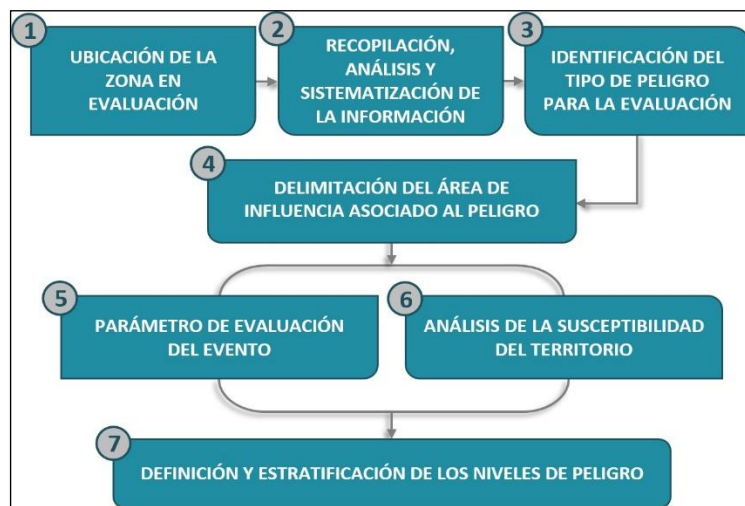 1
UBICACIÓN DE LA
ZONA EN
EVALUACIÓN
2
RECOPILACIÓN,
ANÁLISIS Y
SISTEMATIZACIÓN DE
LA INFORMACIÓN
3
IDENTIFICACIÓN DEL
TIPO DE PELIGRO
PARA LA EVALUACIÓN
4
DELIMITACIÓN DEL ÁREA DE
INFLUENCIA ASOCIADO AL PELIGRO
5
PARÁMETRO DE EVALUACIÓN
DEL EVENTO
6
ANÁLISIS DE LA SUSCEPTIBILIDAD
DEL TERRITORIO
7
DEFINICIÓN Y ESTRATIFICACIÓN DE LOS NIVELES DE PELIGRO